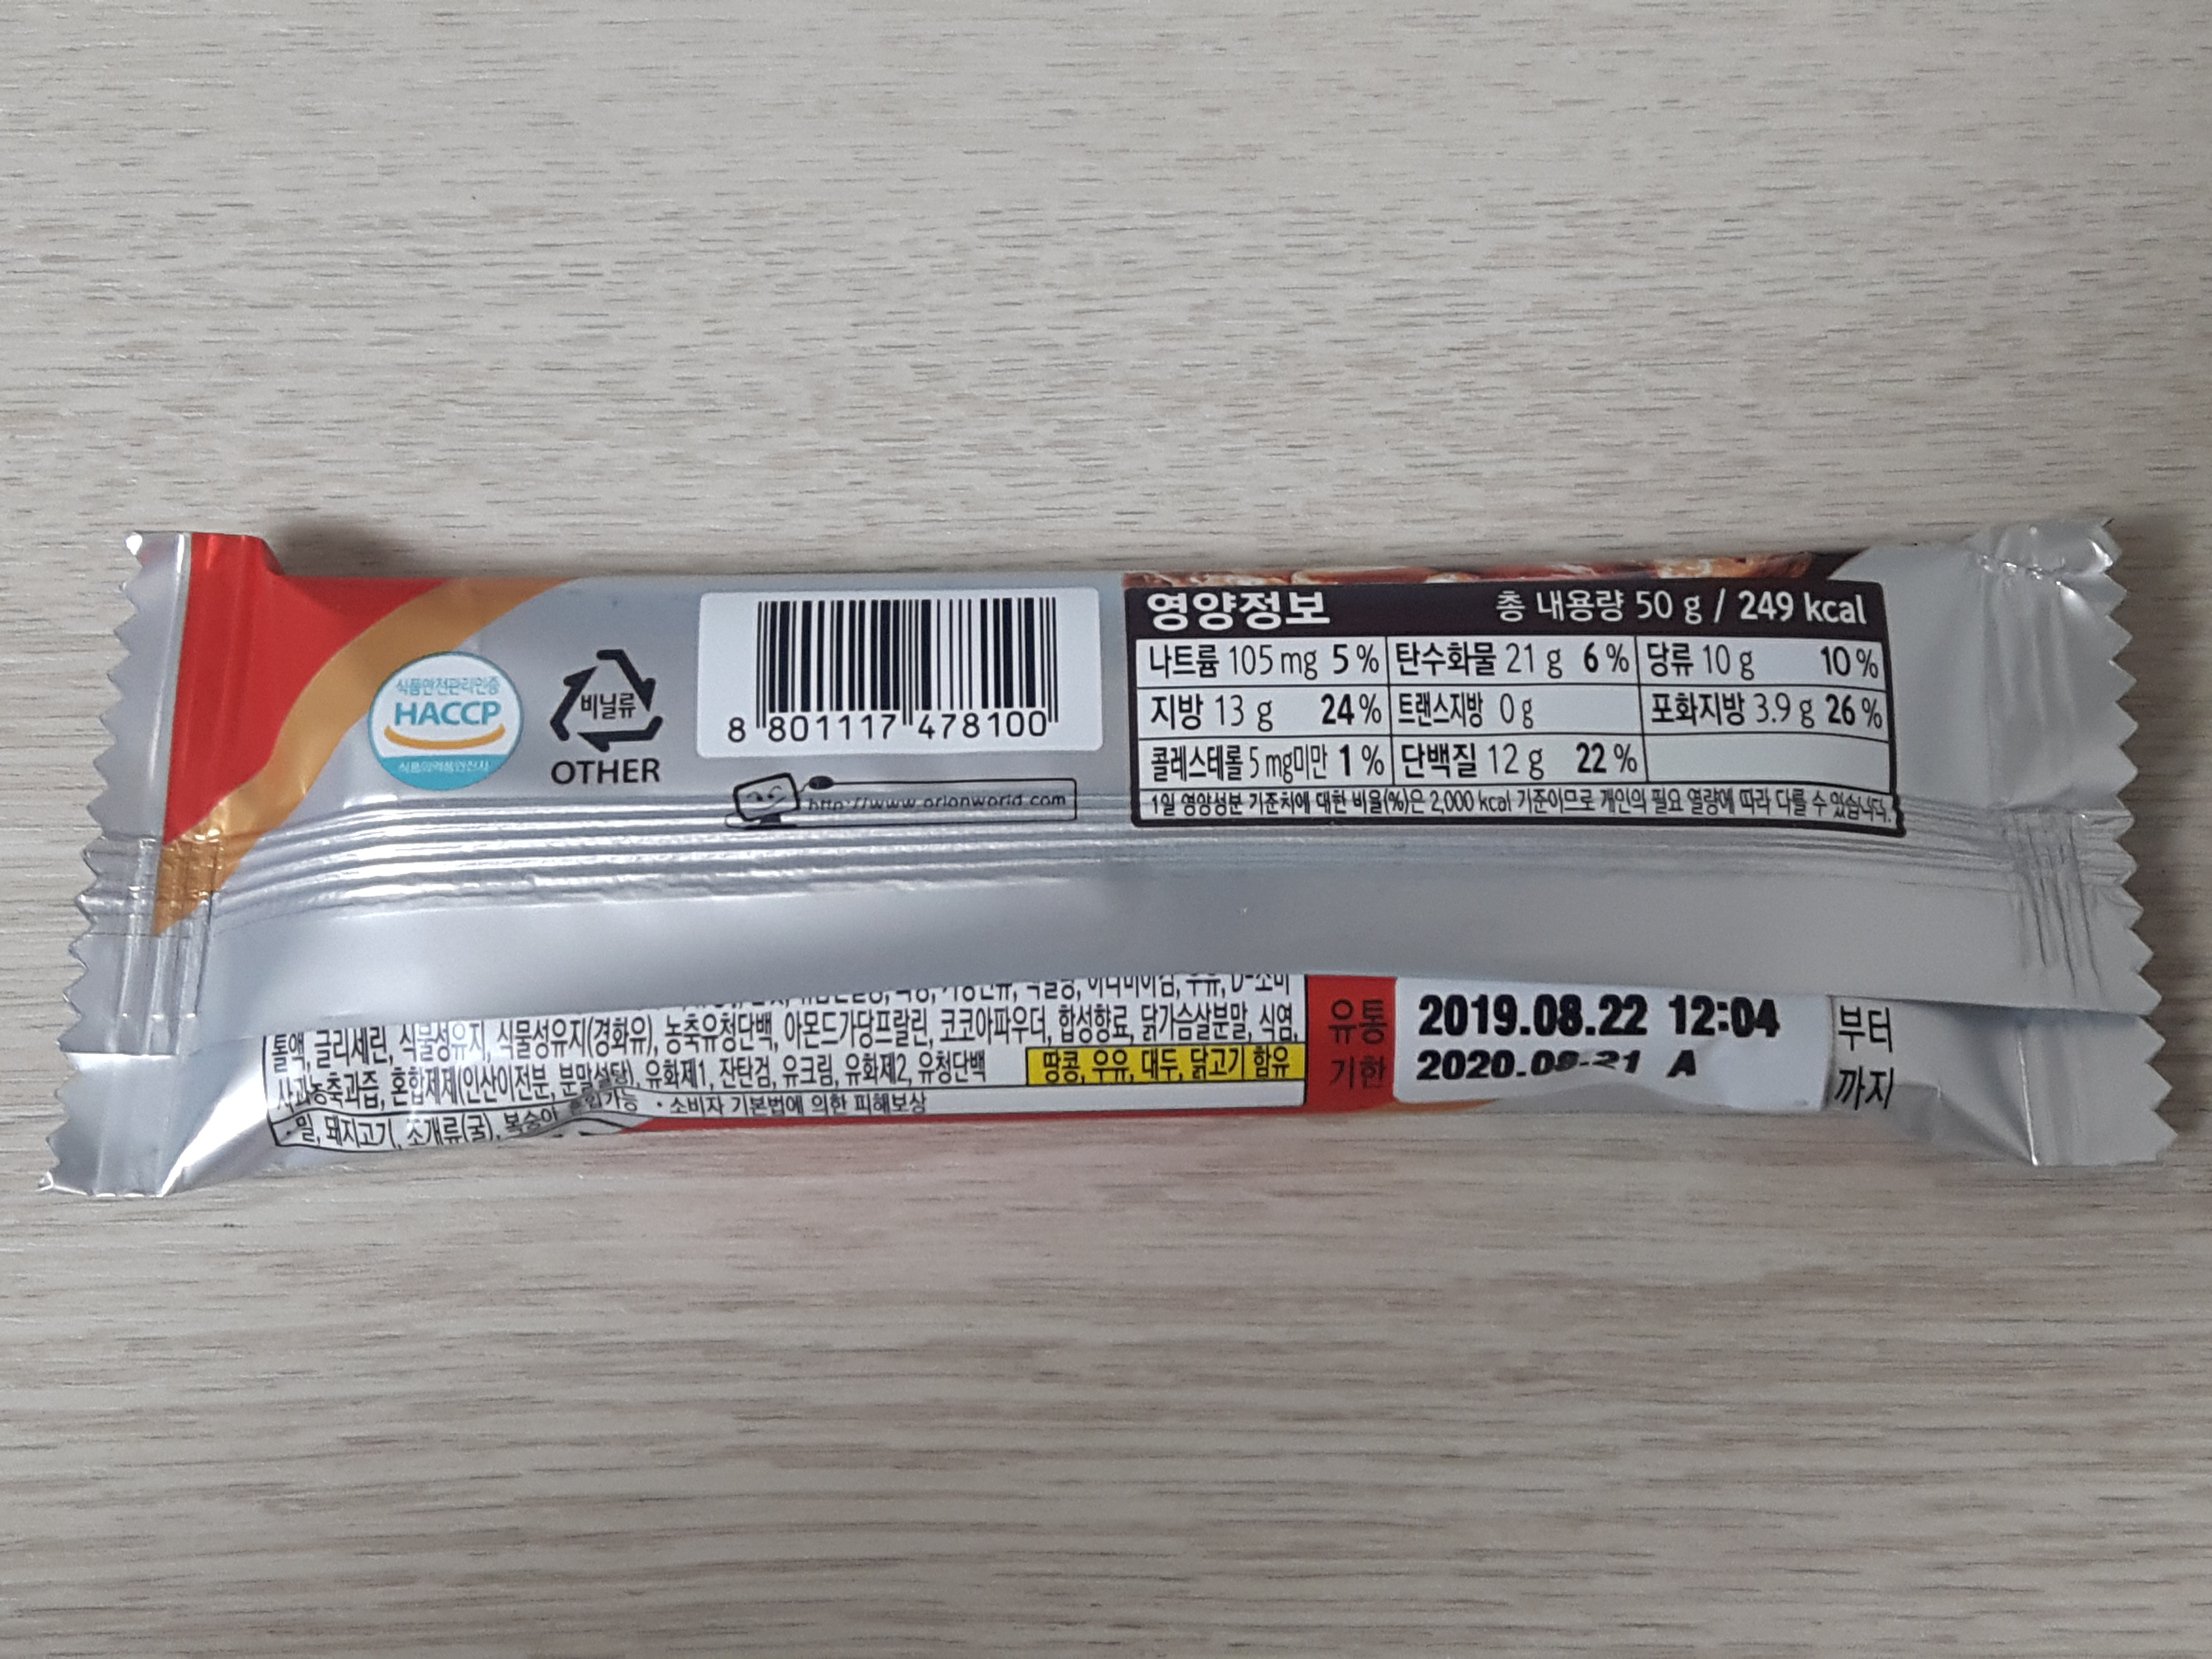 식품안전관리인증
HACCP
식품의약품안전처
비닐류
OTHER
8 801117 478100
http://www.orionworld.com
영양정보 총 내용량 50 g / 249 kcal
나트륨 105 mg 5 % 탄수화물 21 g 6 % 당류 10 g 10 %
지방 13 g 24 % 트랜스지방 0 g 포화지방 3.9 g 26 %
콜레스테롤 5 mg미만 1 % 단백질 12 g 22 %
1일 영양성분 기준치에 대한 비율(%)은 2,000 kcal 기준이므로 개인의 필요 열량에 따라 다를 수 있습니다.
우유, D-소비
톨액, 글리세린, 식물성유지, 식물성유지(경화유), 농축유청단백, 아몬드가당프랄린, 코코아파우더, 합성향료, 닭가슴살분말, 식염,
사과농축과즙, 혼합제제(인산이전분, 분말설탕), 유화제1, 잔탄검, 유크림, 유화제2, 유청단백 땅콩, 우유, 대두, 닭고기 함유
· 밀, 돼지고기, 조개류(굴), 복숭아 혼입가능 · 소비자 기본법에 의한 피해보상
유통
기한
2019.08.22 12:04 부터
2020. A 까지